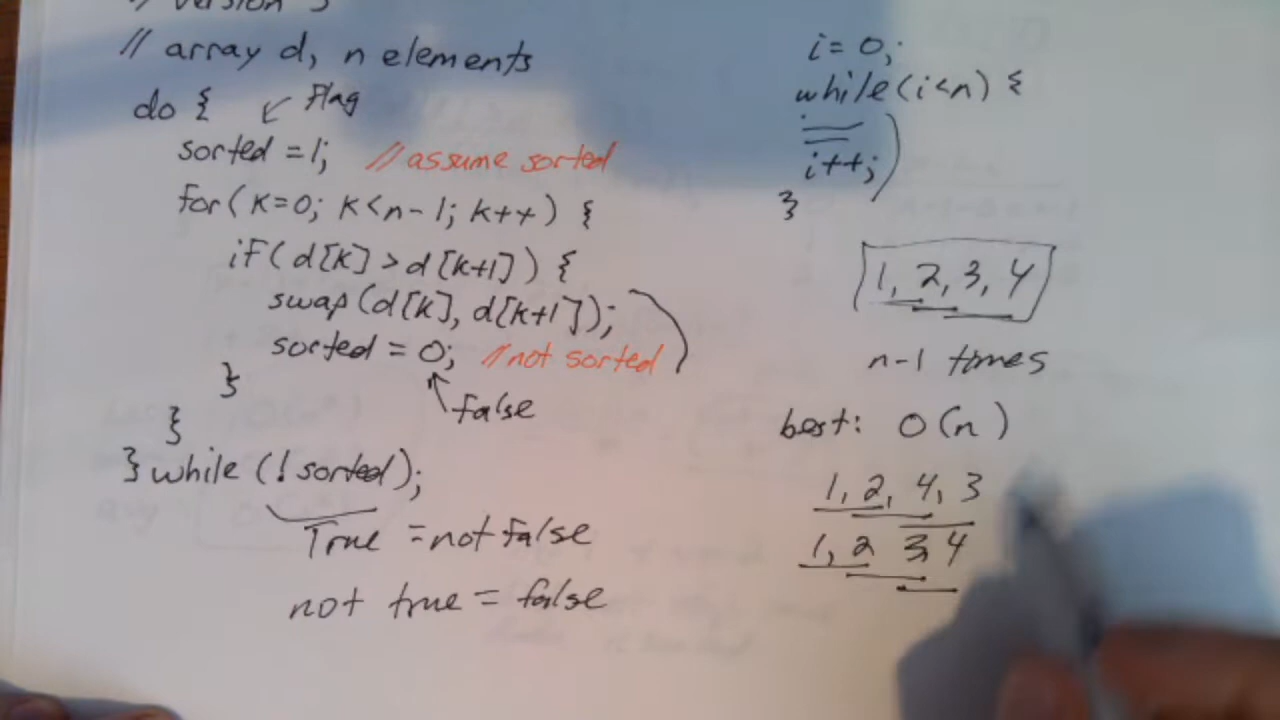 // version 3
// array d, n elements
do {
Flag
sorted = 1; // assume sorted
for( k=0; k<n-1; k++ ) {
if( d[k] > d[k+1] ) {
swap( d[k], d[k+1] );
sorted = 0; // not sorted
}
false
}
} while ( ! sorted );
True = not false
not true = false
i = 0;
while( i<n ) {
i++;
}
1, 2, 3, 4
n-1 times
best: O(n)
1, 2, 4, 3
1, 2 3, 4